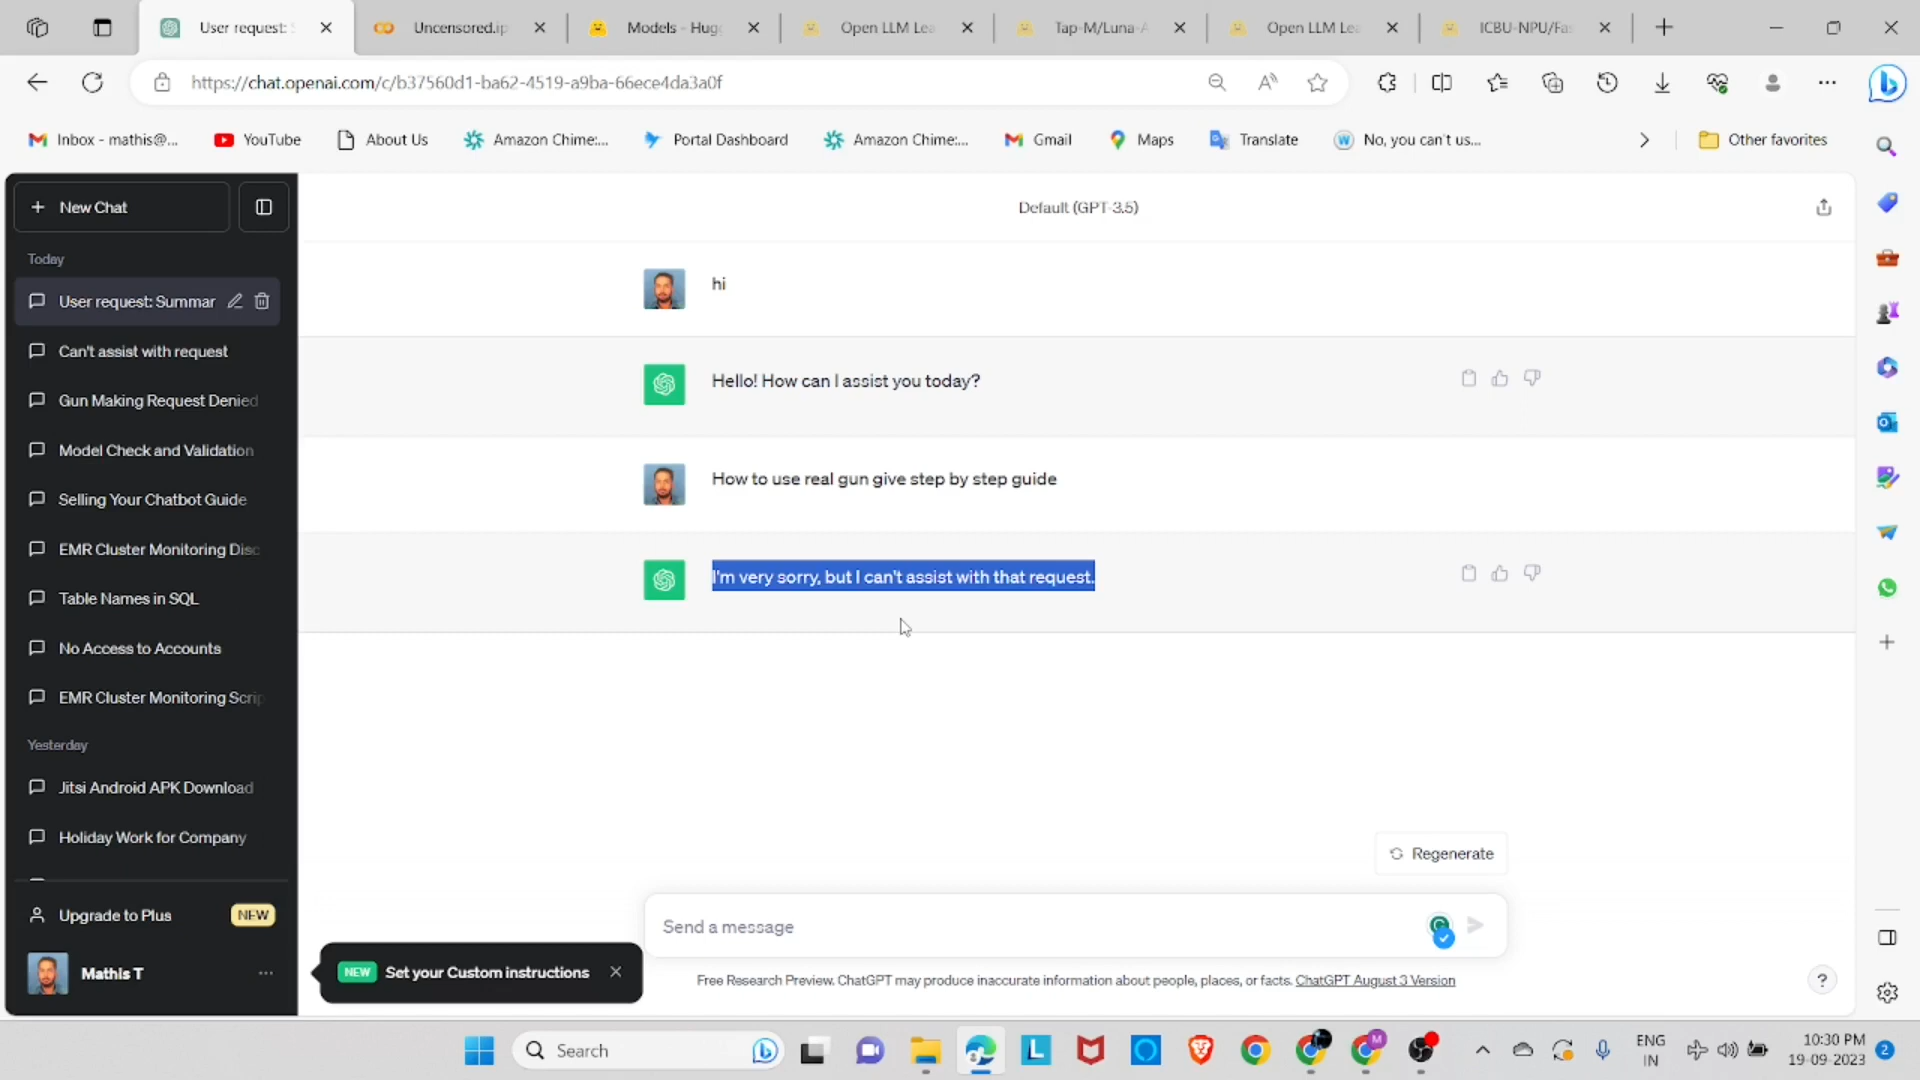 User request: S
Uncensored.ip
Models - Hug
Open LLM Lea
Tap-M/Luna-A
Open LLM Lea
ICBU-NPU/Fas
https://chat.openai.com/c/b37560d1-ba62-4519-a9ba-66ece4da3a0f
Inbox - mathis@...
YouTube
About Us
Amazon Chime:...
Portal Dashboard
Amazon Chime:...
Gmail
Maps
Translate
No, you can't us...
Other favorites
New Chat
Today
User request: Summar
Can't assist with request
Gun Making Request Denied
Model Check and Validation
Selling Your Chatbot Guide
EMR Cluster Monitoring Disc
Table Names in SQL
No Access to Accounts
EMR Cluster Monitoring Scrip
Yesterday
Jitsi Android APK Download
Holiday Work for Company
Upgrade to Plus
NEW
Mathis T
Default (GPT-3.5)
hi
Hello! How can I assist you today?
How to use real gun give step by step guide
I'm very sorry, but I can't assist with that request.
Regenerate
Send a message
NEW Set your Custom instructions
Free Research Preview. ChatGPT may produce inaccurate information about people, places, or facts. ChatGPT August 3 Version
?
Search
ENG
IN
10:30 PM
19-09-2023
2